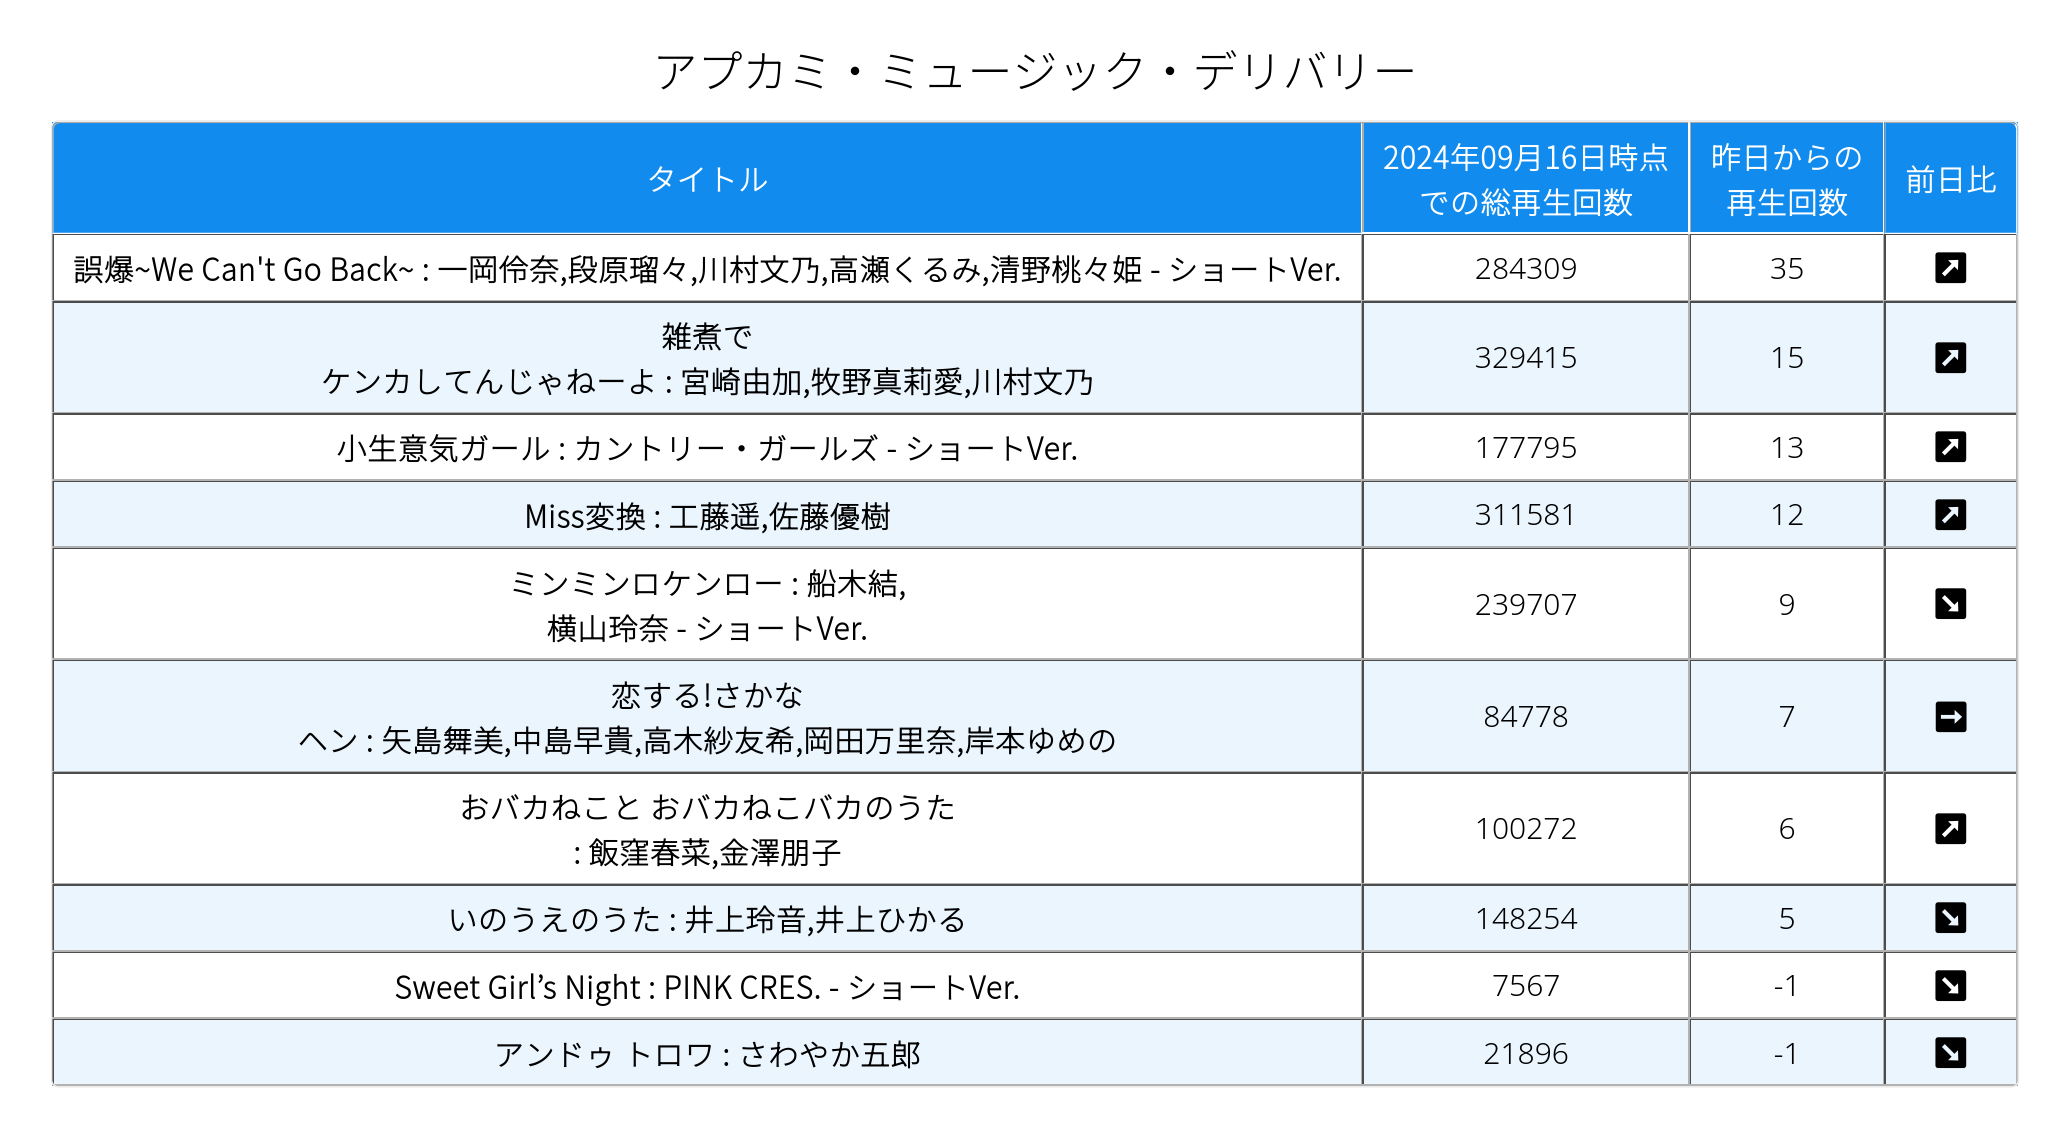 アプカミ・ミュージック・デリバリー
タイトル
2024年09月16日時点
での総再生回数
昨日からの
再生回数
前日比
誤爆~We Can't Go Back~ : 一岡伶奈,段原瑠々,川村文乃,高瀬くるみ,清野桃々姫 - ショートVer.
284309
35
雑煮で
ケンカしてんじゃねーよ : 宮崎由加,牧野真莉愛,川村文乃
329415
15
小生意気ガール : カントリー・ガールズ - ショートVer.
177795
13
Miss変換 : 工藤遥,佐藤優樹
311581
12
ミンミンロケンロー : 船木結,
横山玲奈 - ショートVer.
239707
9
恋する!さかな
ヘン : 矢島舞美,中島早貴,高木紗友希,岡田万里奈,岸本ゆめの
84778
7
おバカねこと おバカねこバカのうた
: 飯窪春菜,金澤朋子
100272
6
いのうえのうた : 井上玲音,井上ひかる
148254
5
Sweet Girl’s Night : PINK CRES. - ショートVer.
7567
-1
アンドゥ トロワ : さわやか五郎
21896
-1